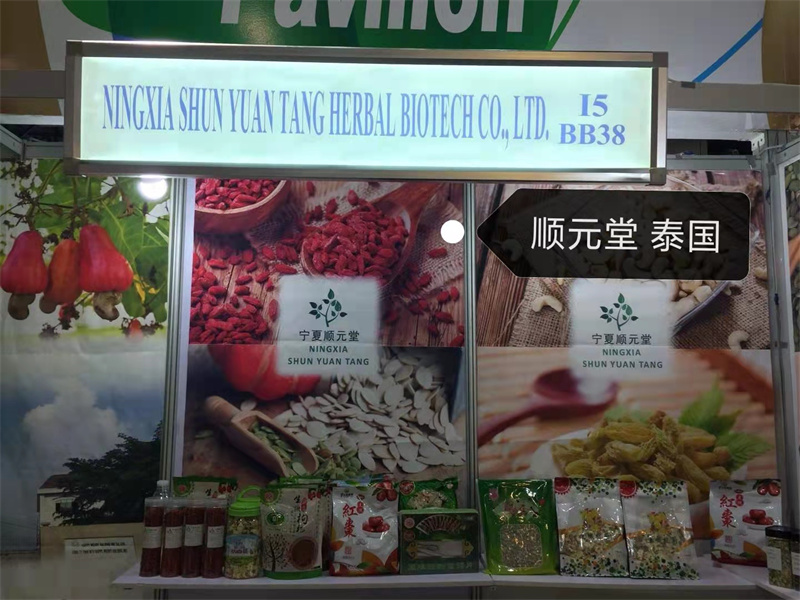 Pavilion
NINGXIA SHUN YUAN TANG HERBAL BIOTECH CO., LTD.
I5
BB38
顺元堂 泰国
宁夏顺元堂
NINGXIA
SHUN YUAN TANG
宁夏顺元堂
NINGXIA
SHUN YUAN TANG
紅棗
紅棗